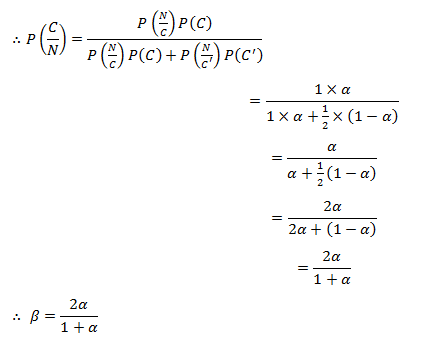 ∴ P(C/N) = P(N/C)P(C) / (P(N/C)P(C) + P(N/C′)P(C′))
= (1 × α) / (1 × α + 1/2 × (1 − α))
= α / (α + 1/2(1 − α))
= 2α / (2α + (1 − α))
= 2α / (1 + α)
∴ β = 2α / (1 + α)